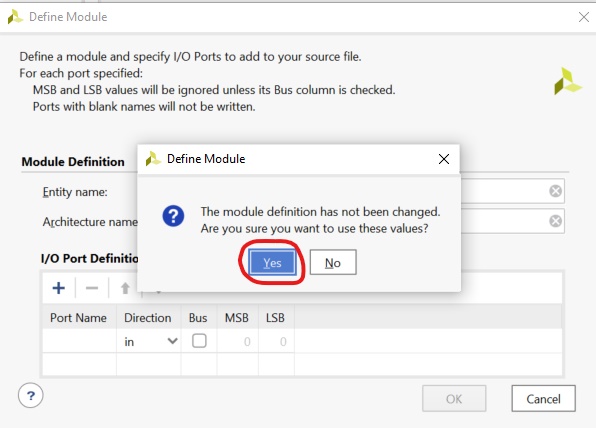 Define Module
Define a module and specify I/O Ports to add to your source file.
For each port specified:
MSB and LSB values will be ignored unless its Bus column is checked.
Ports with blank names will not be written.
Module Definition
Entity name:
Architecture name
I/O Port Definitio
Define Module
?
The module definition has not been changed.
Are you sure you want to use these values?
Yes No
Port Name Direction Bus MSB LSB
in 0 0
? OK Cancel